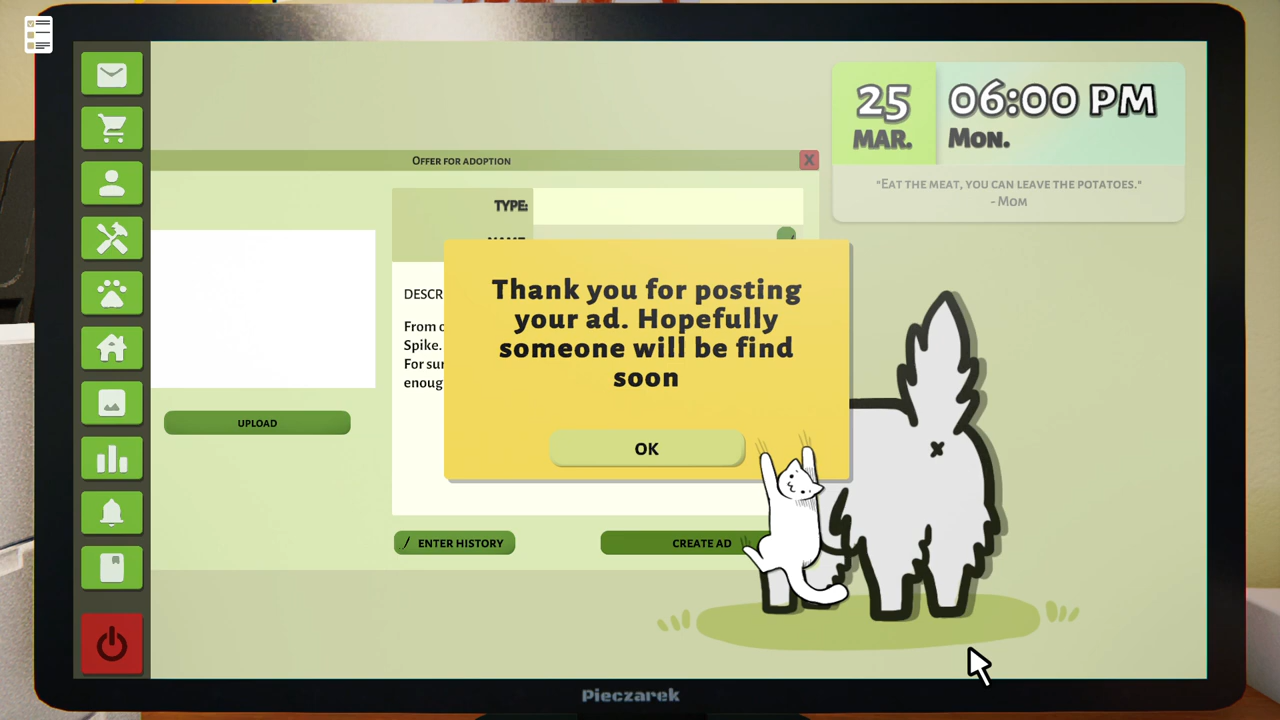 25
MAR.
06:00 PM
Mon.
"Eat the meat, you can leave the potatoes."
- Mom
Offer for adoption
X
TYPE:
NAME
DESCR
From
Spike.
For sur
enoug
UPLOAD
Thank you for posting
your ad. Hopefully
someone will be find
soon
OK
ENTER HISTORY
CREATE AD
Pieczarek